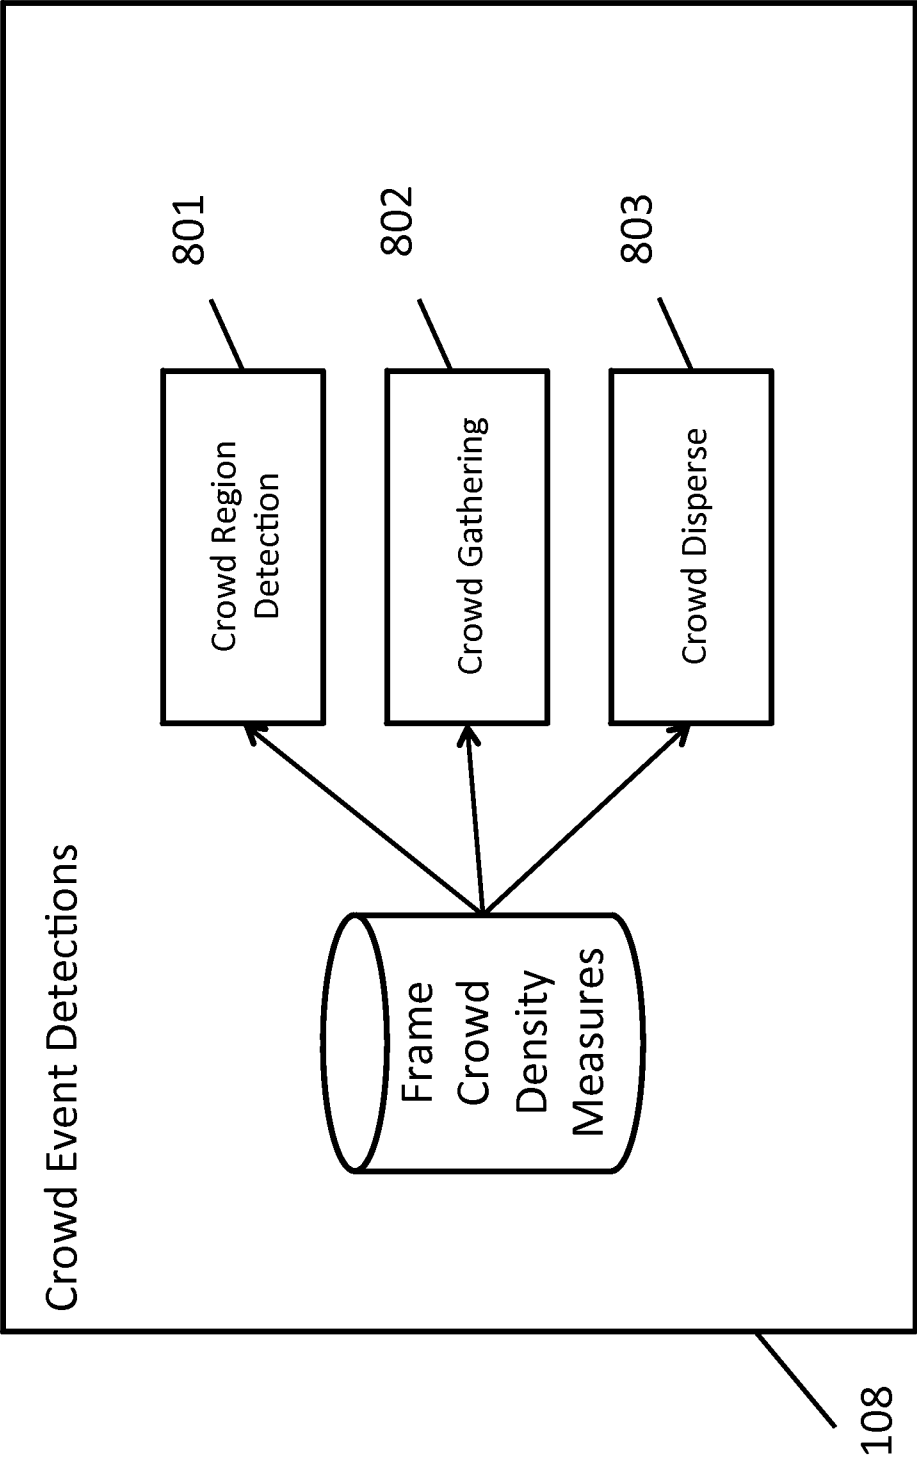 Crowd Event Detections
Frame
Crowd
Density
Measures
Crowd Region
Detection
801
Crowd Gathering
802
Crowd Disperse
803
108